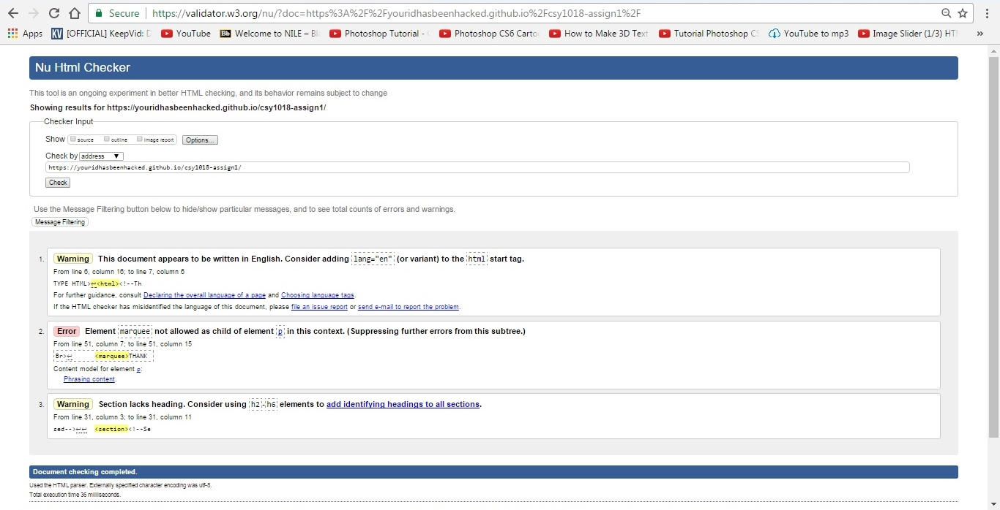 Secure https://validator.w3.org/nu/?doc=https%3A%2F%2Fyouridhasbeenhacked.github.io%2Fcsy1018-assign1%2F
Apps KV [OFFICIAL] KeepVid: YouTube Bb Welcome to NILE – Photoshop Tutorial - Photoshop CS6 How to Make 3D Text Tutorial Photoshop YouTube to mp3 Image Slider (1/3) »
Nu Html Checker
This tool is an ongoing experiment in better HTML checking, and its behavior remains subject to change
Showing results for https://youridhasbeenhacked.github.io/csy1018-assign1/
Checker Input
Show source outline image report Options...
Check by address ▼
https://youridhasbeenhacked.github.io/csy1018-assign1/
Check
Use the Message Filtering button below to hide/show particular messages, and to see total counts of errors and warnings.
Message Filtering
1. Warning This document appears to be written in English. Consider adding lang="en" (or variant) to the html start tag.
From line 6, column 16; to line 7, column 6
TYPE HTML>↩<html><!--Th
For further guidance, consult Declaring the overall language of a page and Choosing language tags.
If the HTML checker has misidentified the language of this document, please file an issue report or send e-mail to report the problem.
2. Error Element marquee not allowed as child of element p in this context. (Suppressing further errors from this subtree.)
From line 51, column 7; to line 51, column 15
Br>↩ <marquee>THANK
Content model for element p:
Phrasing content.
3. Warning Section lacks heading. Consider using h2-h6 elements to add identifying headings to all sections.
From line 31, column 3; to line 31, column 11
sed-->↩↩ <section><!--Se
Document checking completed.
Used the HTML parser. Externally specified character encoding was utf-8.
Total execution time 36 milliseconds.